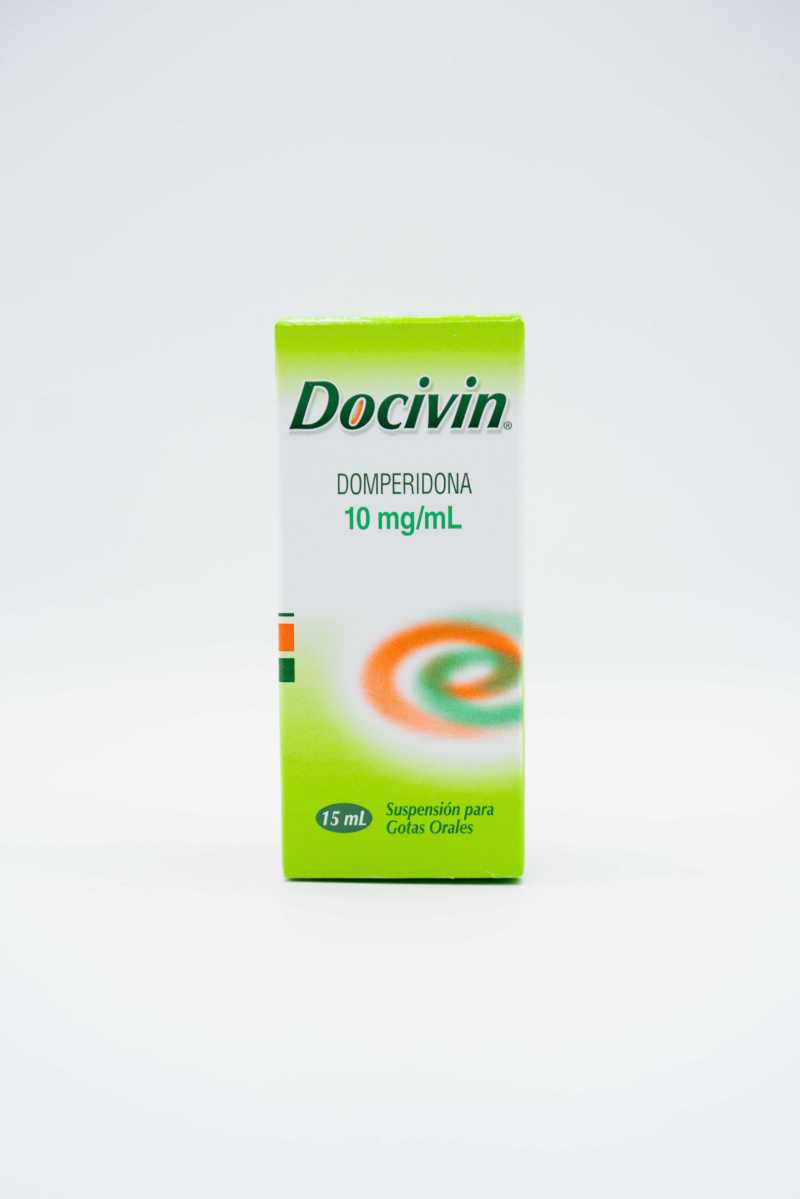 Docivin®
DOMPERIDONA
10 mg/mL
15 mL
Suspensión para
Gotas Orales